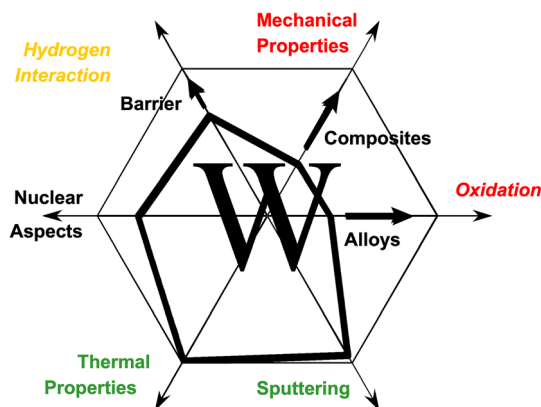 Mechanical
Properties
Hydrogen
Interaction
Barrier
Composites
W
Nuclear
Aspects
Oxidation
Alloys
Thermal
Properties
Sputtering